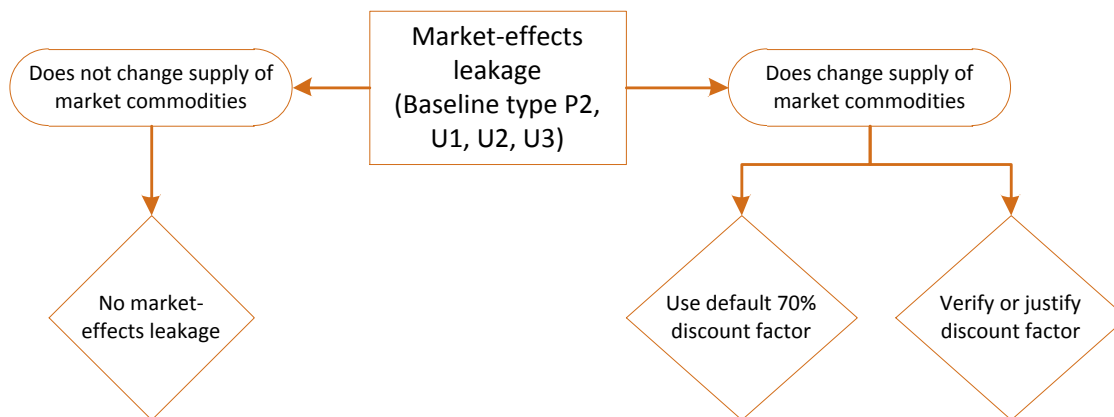 Market-effects
leakage
(Baseline type P2,
U1, U2, U3)
Does not change supply of
market commodities
Does change supply of
market commodities
No market-
effects leakage
Use default 70%
discount factor
Verify or justify
discount factor